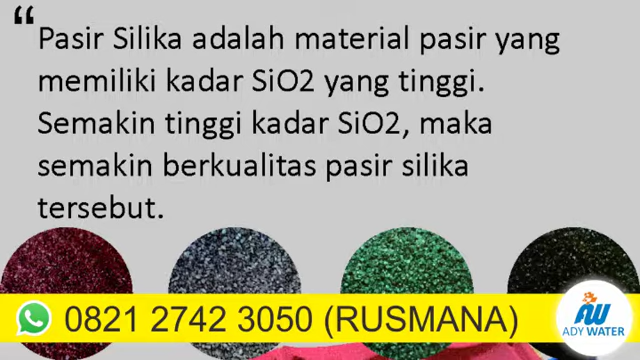 “
Pasir Silika adalah material pasir yang
memiliki kadar SiO2 yang tinggi.
Semakin tinggi kadar SiO2, maka
semakin berkualitas pasir silika
tersebut.
0821 2742 3050 (RUSMANA)
AW
ADY WATER